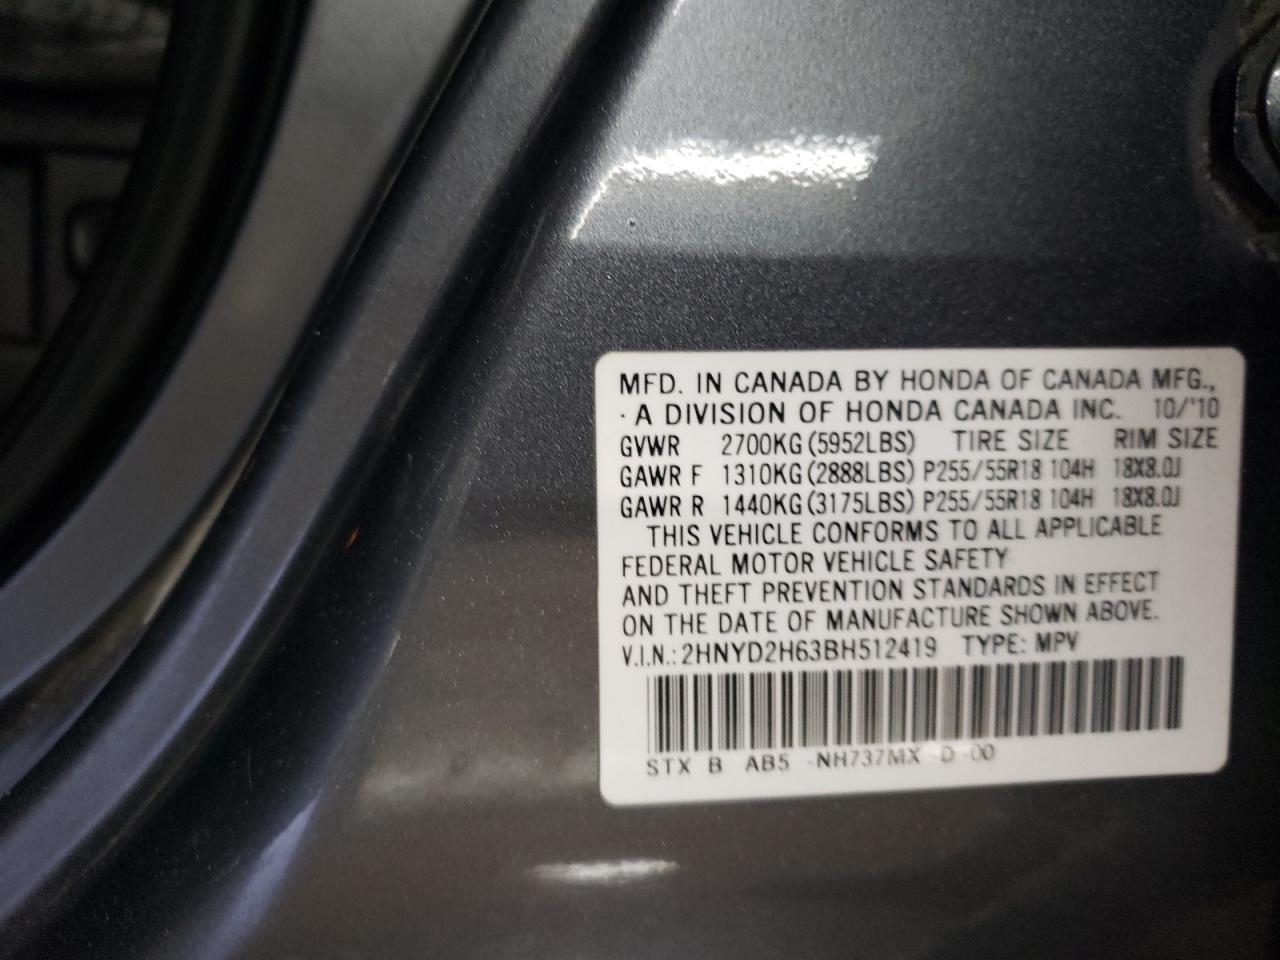 MFD. IN CANADA BY HONDA OF CANADA MFG.,
A DIVISION OF HONDA CANADA INC. 10/'10
GVWR 2700KG (5952LBS) TIRE SIZE RIM SIZE
GAWR F 1310KG (2888LBS) P255/55R18 104H 18X8.0J
GAWR R 1440KG (3175LBS) P255/55R18 104H 18X8.0J
THIS VEHICLE CONFORMS TO ALL APPLICABLE
FEDERAL MOTOR VEHICLE SAFETY
AND THEFT PREVENTION STANDARDS IN EFFECT
ON THE DATE OF MANUFACTURE SHOWN ABOVE.
V.I.N.: 2HNYD2H63BH512419 TYPE: MPV
STX B AB5 -NH737MX -D -00